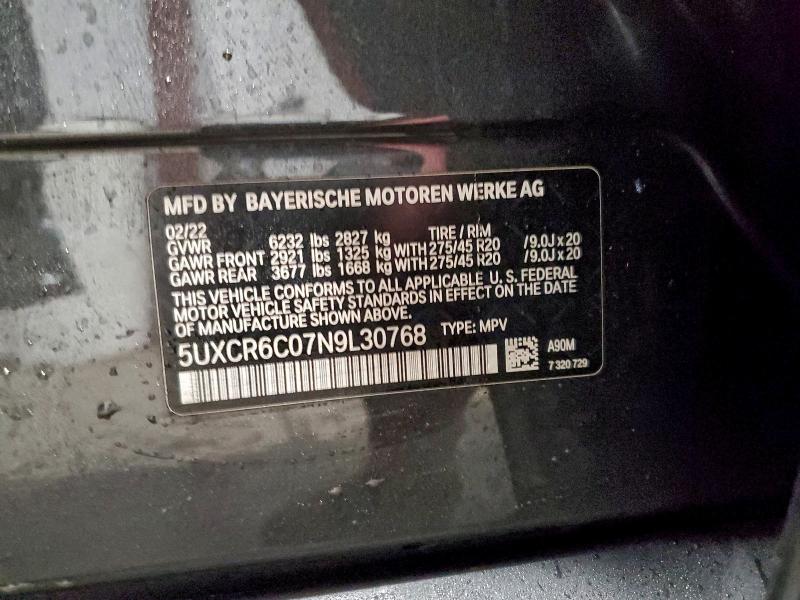 MFD BY BAYERISCHE MOTOREN WERKE AG
02/22 TIRE / RIM
GVWR 6232 lbs 2827 kg
GAWR FRONT 2921 lbs 1325 kg WITH 275/45 R20 / 9.0J x 20
GAWR REAR 3677 lbs 1668 kg WITH 275/45 R20 / 9.0J x 20
THIS VEHICLE CONFORMS TO ALL APPLICABLE U.S. FEDERAL
MOTOR VEHICLE SAFETY STANDARDS IN EFFECT ON THE DATE
OF MANUFACTURE SHOWN ABOVE.
5UXCR6C07N9L30768 TYPE: MPV
A90M
7 320 729